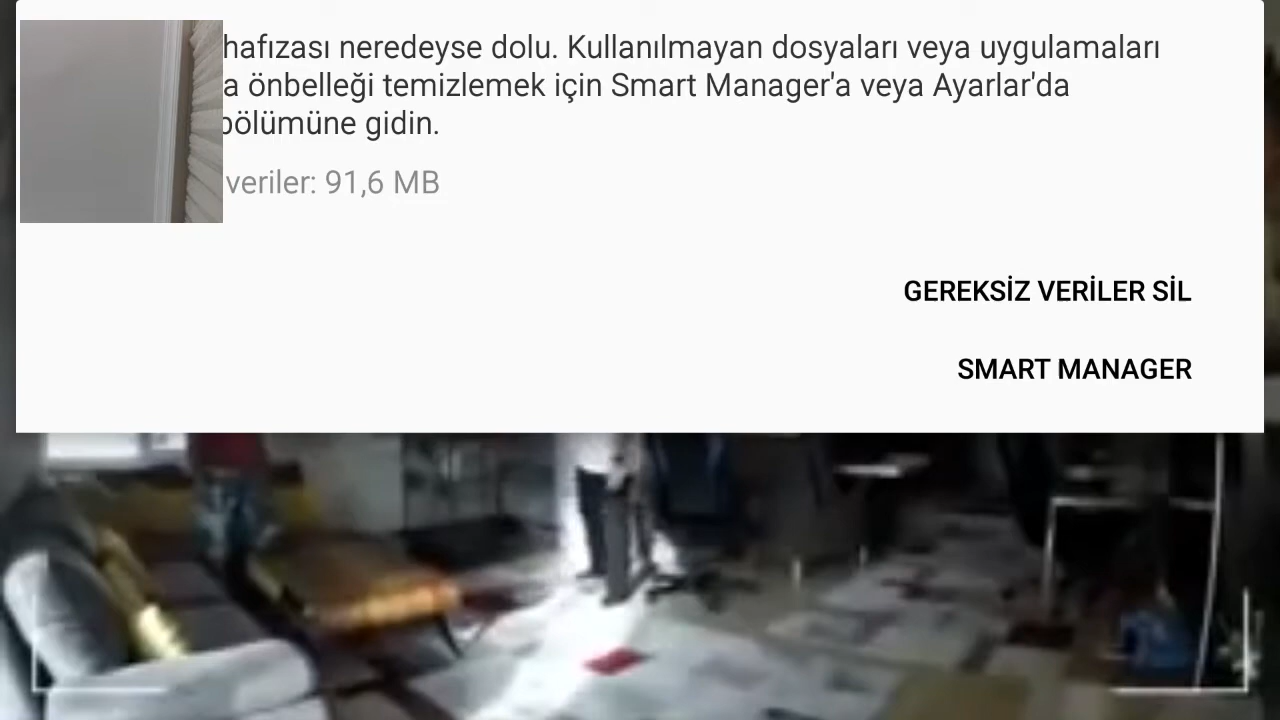 hafızası neredeyse dolu. Kullanılmayan dosyaları veya uygulamaları
önbelleği temizlemek için Smart Manager'a veya Ayarlar'da
bölümüne gidin.
veriler: 91,6 MB
GEREKSİZ VERİLER SİL
SMART MANAGER